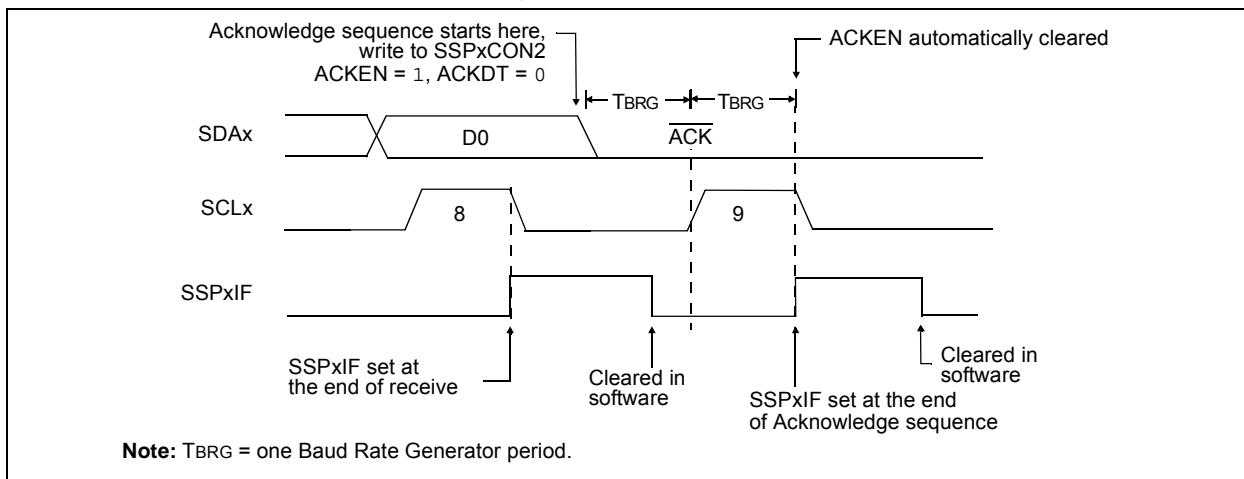 Acknowledge sequence starts here,
write to SSPxCON2
ACKEN = 1, ACKDT = 0
ACKEN automatically cleared
TBRG
TBRG
SDAx
D0
ACK
SCLx
8
9
SSPxIF
SSPxIF set at
the end of receive
Cleared in
software
SSPxIF set at the end
of Acknowledge sequence
Cleared in
software
Note: TBRG = one Baud Rate Generator period.